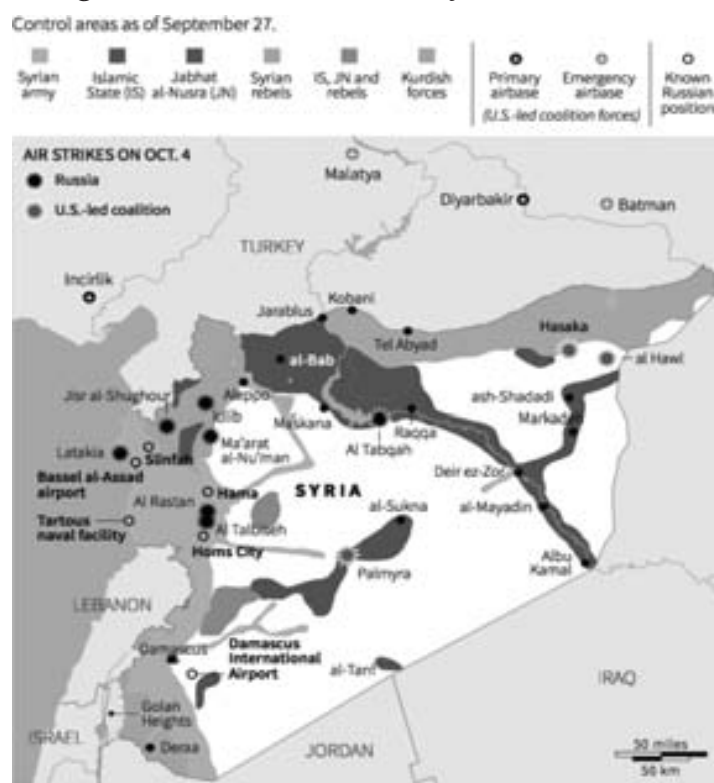 Control areas as of September 27.
Syrian
army
Islamic
State (IS)
Jabhat
al-Nusra (JN)
Syrian
rebels
IS, JN and
rebels
Kurdish
forces
Primary
airbase
Emergency
airbase
(U.S.-led coalition forces)
Known
Russian
position
AIR STRIKES ON OCT. 4
Russia
U.S.-led coalition
Malatya
Diyarbakir
Batman
TURKEY
Incirlik
Kobani
Jarablus
Tel Abyad
Hasaka
al Hawl
al-Bab
Aleppo
ash-Shadadi
Jisr al-Shughour
Idlib
Maskana
Raqqa
Markada
Ma'arat
al-Nu'man
Al Tabqah
Latakia
Slinfah
Deir ez-Zor
Bassel al-Assad
airport
SYRIA
Hama
Al Rastan
al-Sukna
al-Mayadin
Tartous
naval facility
Al Talbiseh
Homs City
Albu
Kamal
Palmyra
LEBANON
Damascus
Damascus
International
Airport
al-Tanf
IRAQ
Golan
Heights
ISRAEL
Deraa
JORDAN
50 miles
50 km